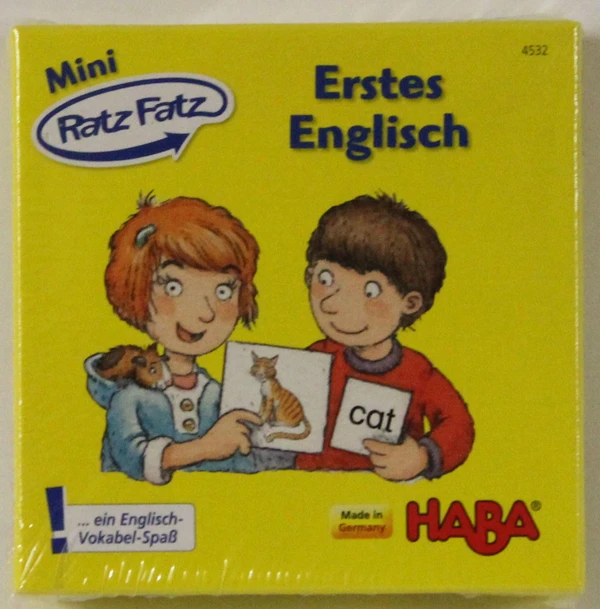 4532
Mini
Ratz Fatz
Erstes
Englisch
cat
... ein Englisch-
Vokabel-Spaß
Made in
Germany
HABA®